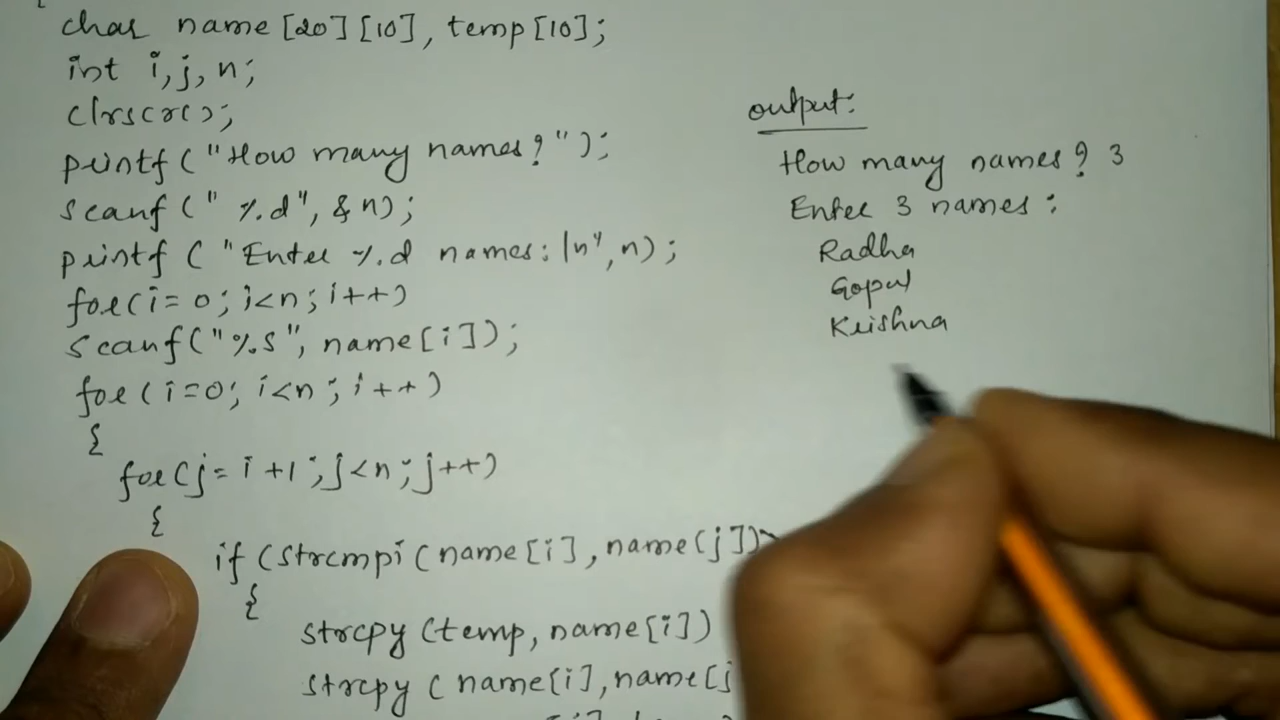 char name [20][10], temp[10];
int i, j, n;
clrscr();
printf ("How many names?");
scanf (" %d", &n);
printf ( "Enter %d names: \n", n);
for(i= 0; i<n; i++)
scanf("%s", name[i]);
for (i=0; i<n; i++)
{
for(j= i+1; j<n; j++)
{
if (strcmpi (name[i], name(j])>
{
strcpy (temp, name[i])
strcpy ( name[i], name[j
output:
How many names? 3
Enter 3 names:
Radha
Gopal
Krishna